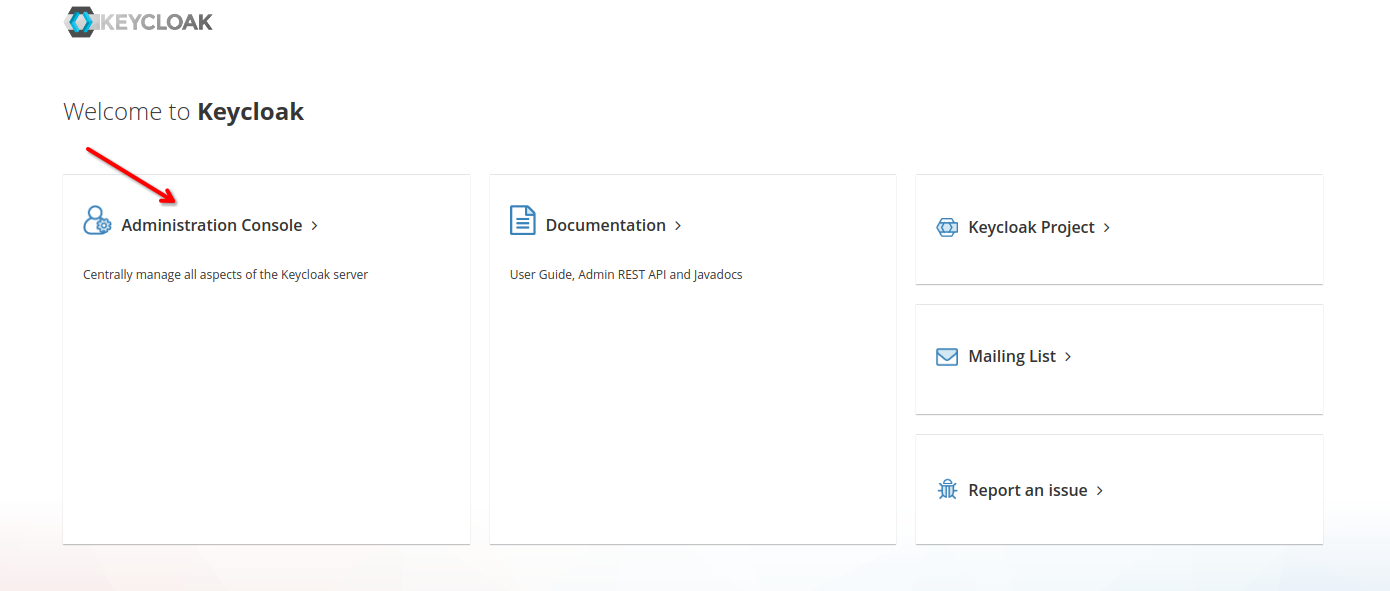 KEYCLOAK
Welcome to Keycloak
Administration Console
Centrally manage all aspects of the Keycloak server
Documentation
User Guide, Admin REST API and Javadocs
Keycloak Project
Mailing List
Report an issue